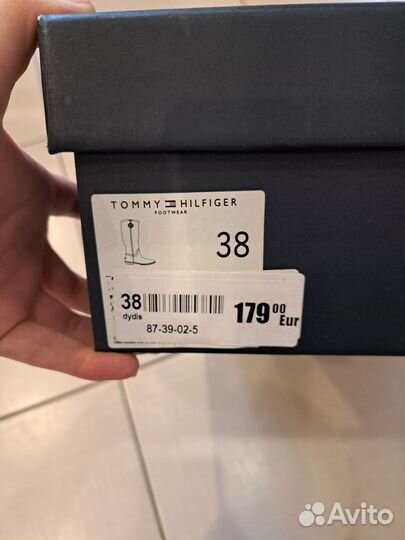 TOMMY HILFIGER
FOOTWEAR
38
38
dydis
179 00 Eur
87-39-02-5
Avito